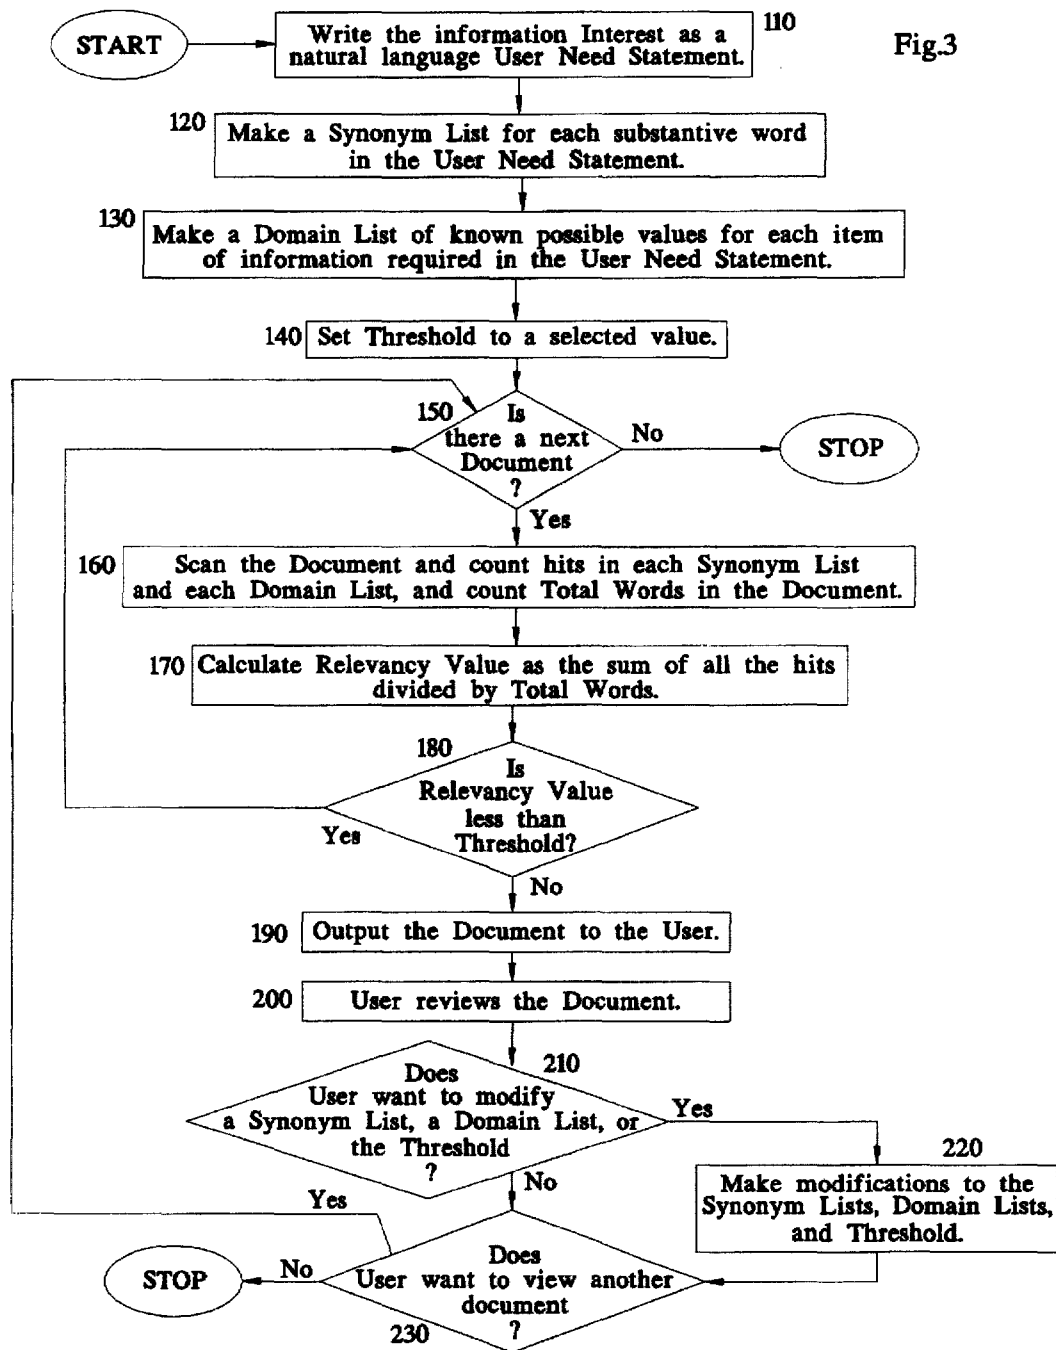 START
110
Write the information Interest as a
natural language User Need Statement.
Fig.3
120
Make a Synonym List for each substantive word
in the User Need Statement.
130
Make a Domain List of known possible values for each item
of information required in the User Need Statement.
140
Set Threshold to a selected value.
150
Is
there a next
Document
?
No
STOP
Yes
160
Scan the Document and count hits in each Synonym List
and each Domain List, and count Total Words in the Document.
170
Calculate Relevancy Value as the sum of all the hits
divided by Total Words.
180
Is
Relevancy Value
less than
Threshold?
Yes
No
190
Output the Document to the User.
200
User reviews the Document.
210
Does
User want to modify
a Synonym List, a Domain List, or
the Threshold
?
Yes
No
220
Make modifications to the
Synonym Lists, Domain Lists,
and Threshold.
Yes
Does
User want to view another
document
?
No
STOP
230